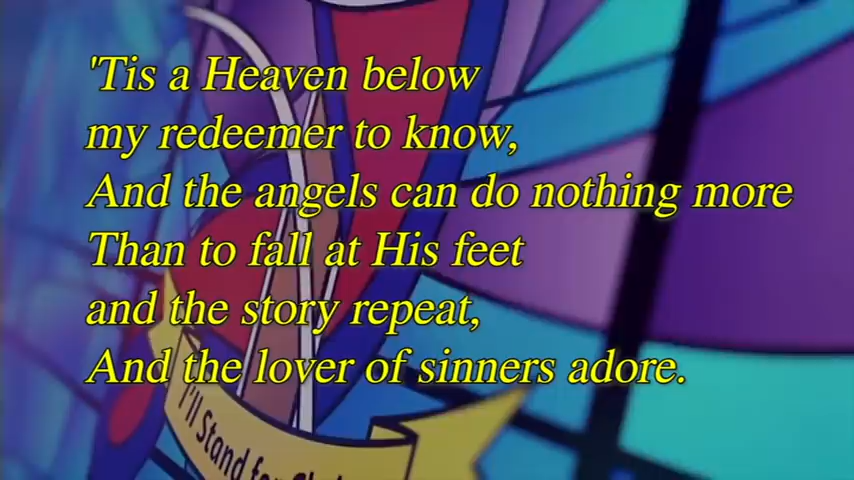 'Tis a Heaven below
my redeemer to know,
And the angels can do nothing more
Than to fall at His feet
and the story repeat,
And the lover of sinners adore.
I'll Stand for